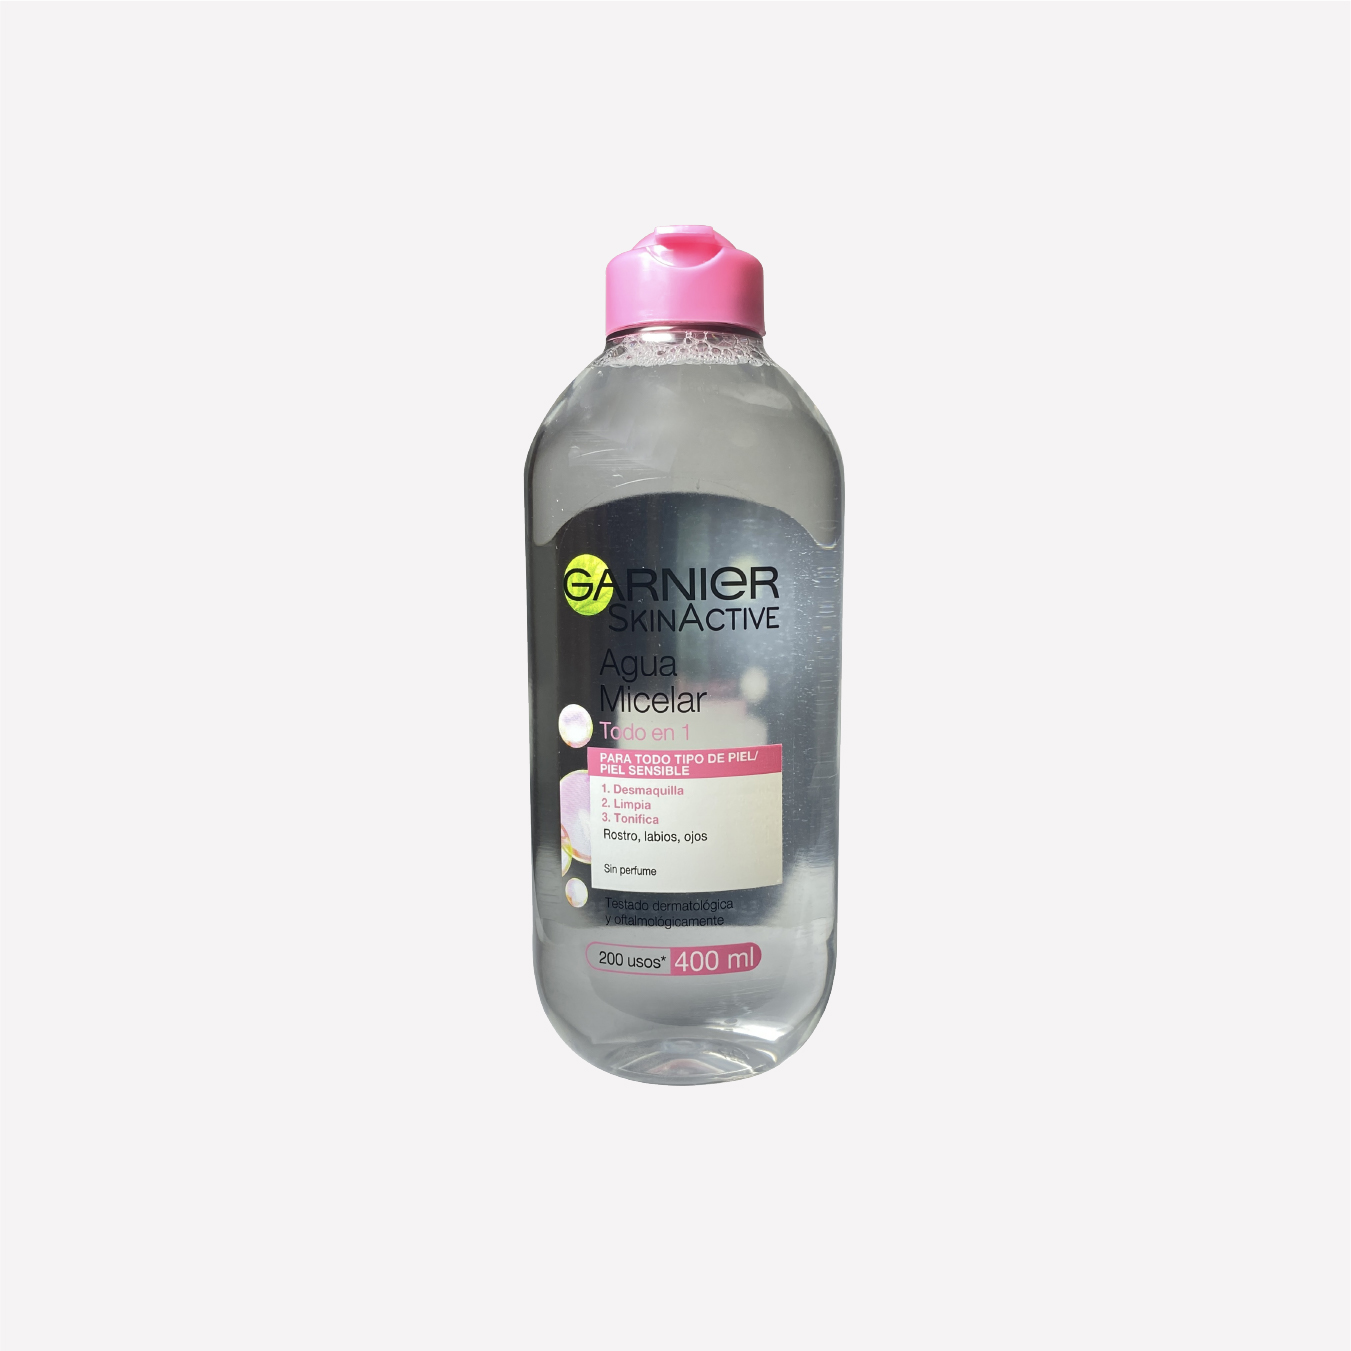 GARNIER
SKINACTIVE
Agua
Micelar
Todo en 1
PARA TODO TIPO DE PIEL/
PIEL SENSIBLE
1. Desmaquilla
2. Limpia
3. Tonifica
Rostro, labios, ojos
Sin perfume
Testado dermatológica
y oftalmológicamente
200 usos* 400 ml